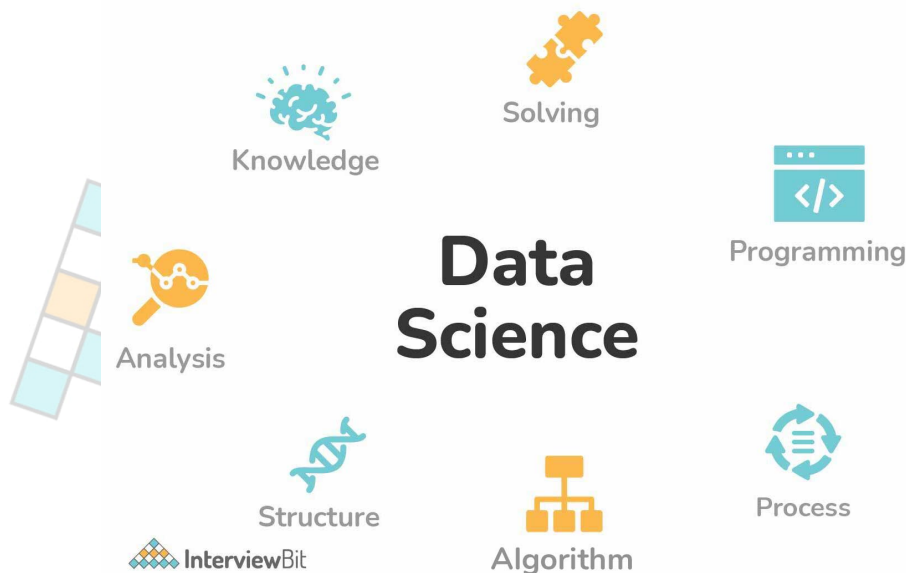 Solving
Knowledge
Programming
Data
Science
Analysis
Structure
Process
Algorithm
InterviewBit